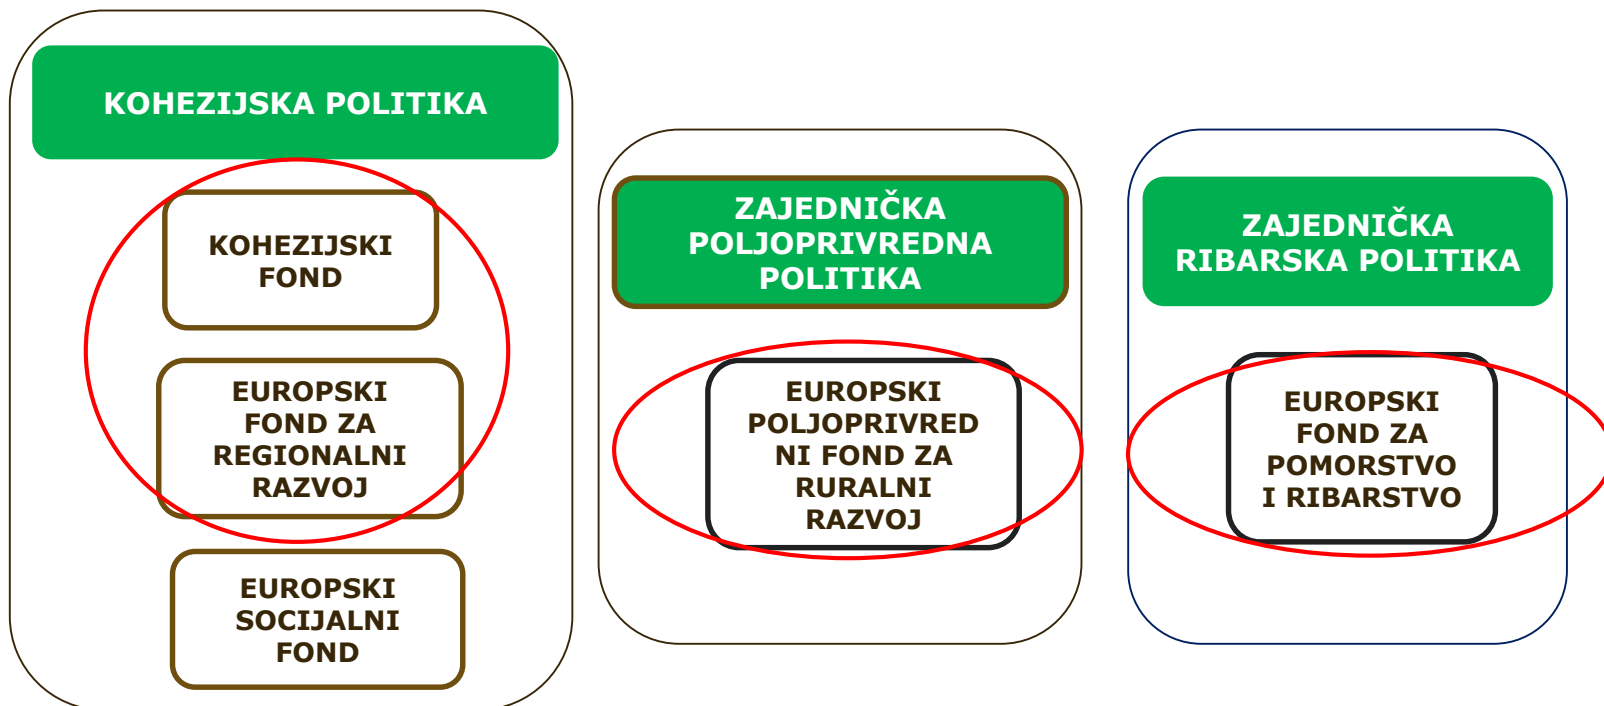 KOHEZIJSKA POLITIKA
KOHEZIJSKI
FOND
EUROPSKI
FOND ZA
REGIONALNI
RAZVOJ
EUROPSKI
SOCIJALNI
FOND
ZAJEDNIČKA
POLJOPRIVREDNA
POLITIKA
EUROPSKI
POLJOPRIVRED
NI FOND ZA
RURALNI
RAZVOJ
ZAJEDNIČKA
RIBARSKA POLITIKA
EUROPSKI
FOND ZA
POMORSTVO
I RIBARSTVO